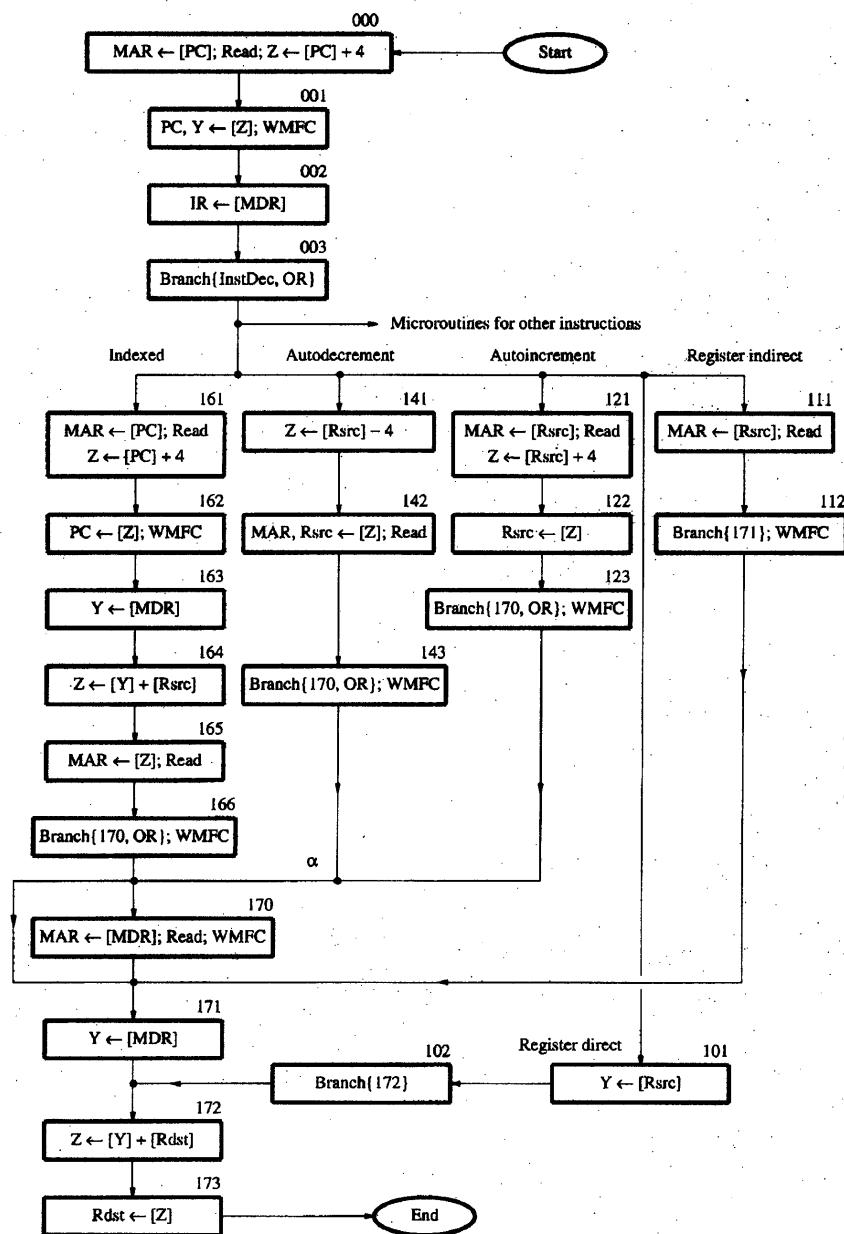 000
MAR ← [PC]; Read; Z ← [PC] + 4
Start
001
PC, Y ← [Z]; WMFC
002
IR ← [MDR]
003
Branch{InstDec, OR}
Microroutines for other instructions
Indexed
Autodecrement
Autoincrement
Register indirect
161
MAR ← [PC]; Read
Z ← [PC] + 4
141
Z ← [Rsrc] − 4
121
MAR ← [Rsrc]; Read
Z ← [Rsrc] + 4
111
MAR ← [Rsrc]; Read
162
PC ← [Z]; WMFC
142
MAR, Rsrc ← [Z]; Read
122
Rsrc ← [Z]
112
Branch{171}; WMFC
163
Y ← [MDR]
123
Branch{170, OR}; WMFC
164
Z ← [Y] + [Rsrc]
143
Branch{170, OR}; WMFC
165
MAR ← [Z]; Read
166
Branch{170, OR}; WMFC
α
170
MAR ← [MDR]; Read; WMFC
171
Y ← [MDR]
Register direct
102
Branch{172}
101
Y ← [Rsrc]
172
Z ← [Y] + [Rdst]
173
Rdst ← [Z]
End